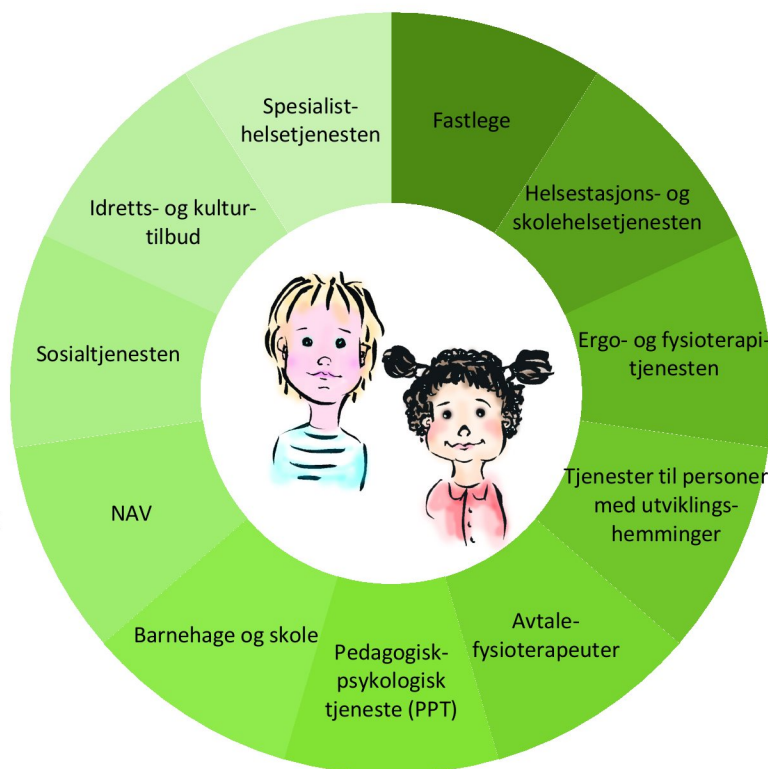 Fastlege
Helsestasjons- og
skolehelsetjenesten
Ergo- og fysioterapi-
tjenesten
Tjenester til personer
med utviklings-
hemminger
Avtale-
fysioterapeuter
Pedagogisk-
psykologisk
tjeneste (PPT)
Barnehage og skole
NAV
Sosialtjenesten
Idretts- og kultur-
tilbud
Spesialist-
helsetjenesten